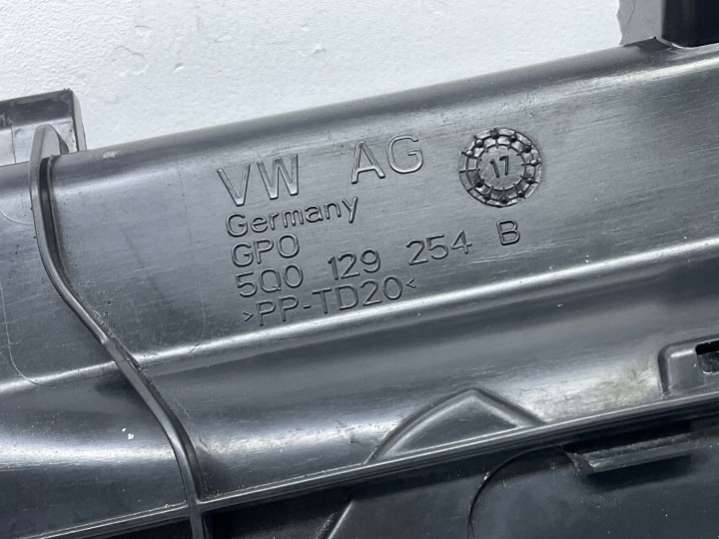 VW AG
17
Germany
GPO
5Q0 129 254 B
>PP-TD20<